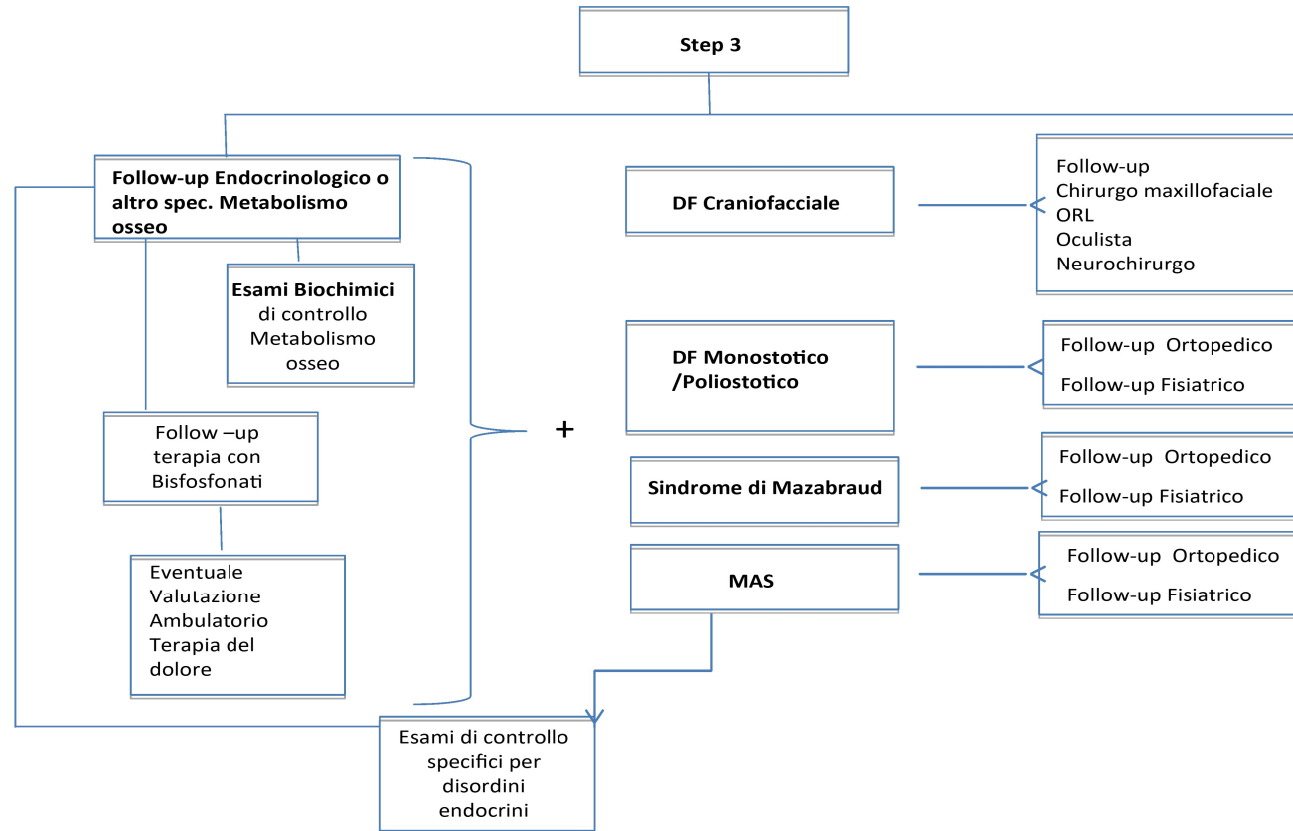 Step 3
Follow-up Endocrinologico o
altro spec. Metabolismo
osseo
Esami Biochimici
di controllo
Metabolismo
osseo
Follow –up
terapia con
Bisfosfonati
Eventuale
Valutazione
Ambulatorio
Terapia del
dolore
+
DF Craniofacciale
Follow-up
Chirurgo maxillofaciale
ORL
Oculista
Neurochirurgo
DF Monostotico
/Poliostotico
Follow-up Ortopedico
Follow-up Fisiatrico
Sindrome di Mazabraud
Follow-up Ortopedico
Follow-up Fisiatrico
MAS
Follow-up Ortopedico
Follow-up Fisiatrico
Esami di controllo
specifici per
disordini
endocrini